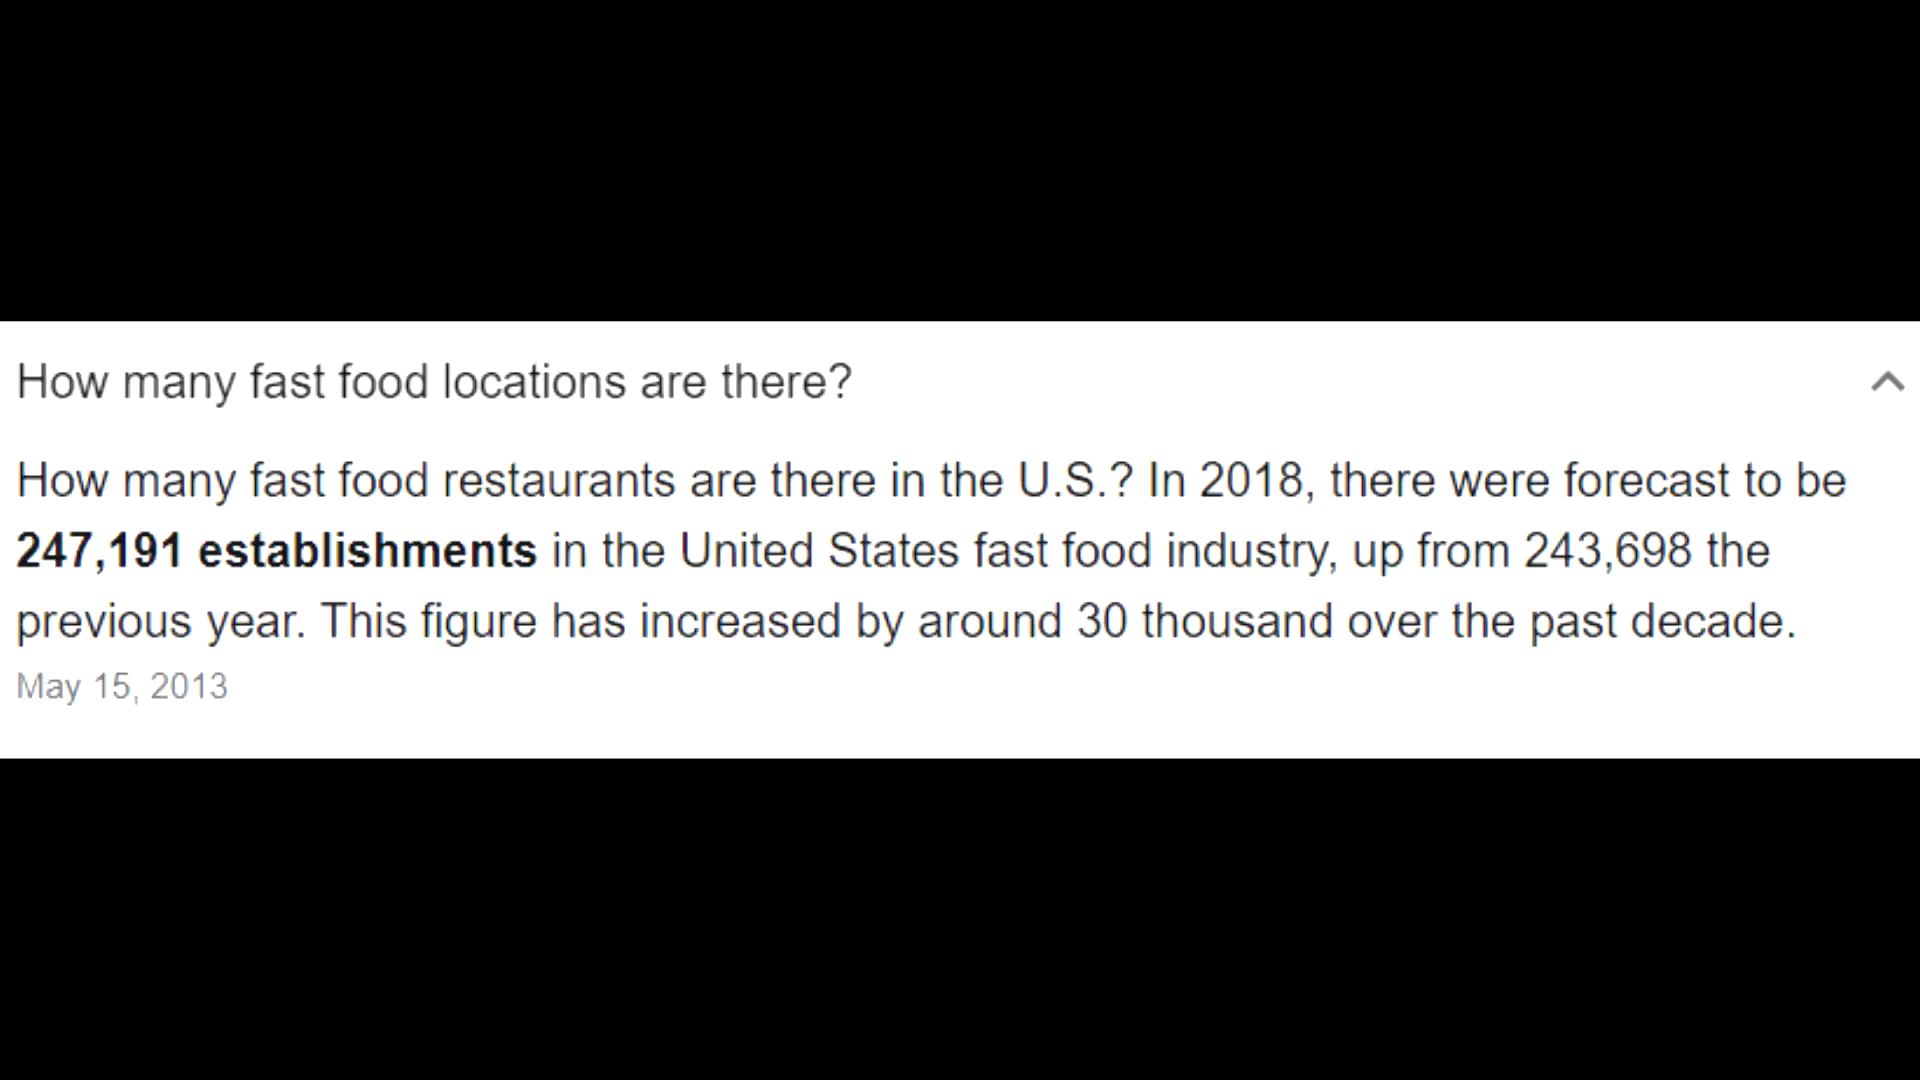 How many fast food locations are there?
How many fast food restaurants are there in the U.S.? In 2018, there were forecast to be
247,191 establishments in the United States fast food industry, up from 243,698 the
previous year. This figure has increased by around 30 thousand over the past decade.
May 15, 2013